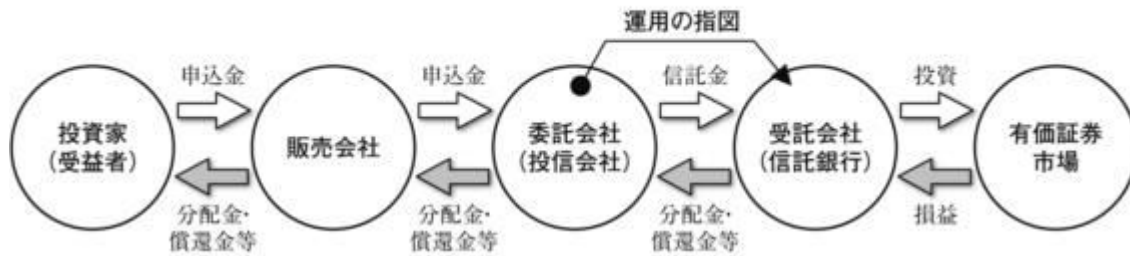 運用の指図
申込金
申込金
信託金
投資
投資家
（受益者）
販売会社
委託会社
（投信会社）
受託会社
（信託銀行）
有価証券
市場
分配金・
償還金等
分配金・
償還金等
分配金・
償還金等
損益